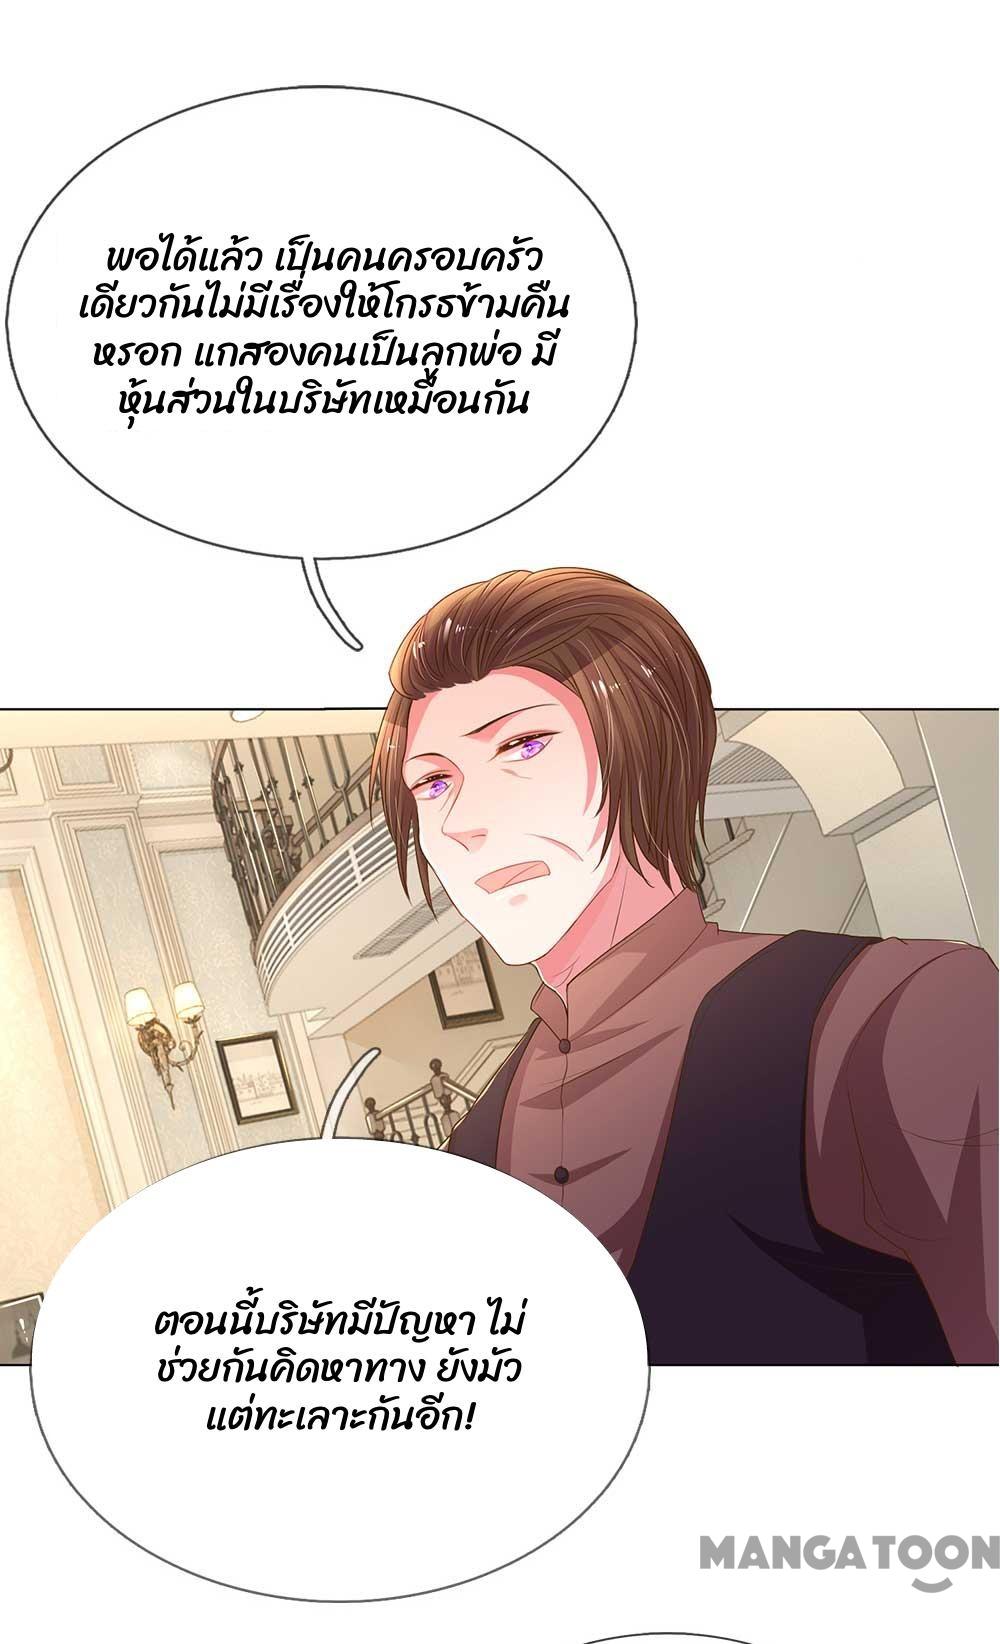 พอได้แล้ว เป็นคนครอบครัว
เดียวกันไม่มีเรื่องให้โกรธข้ามคืน
หรอก แกสองคนเป็นลูกพ่อ มี
หุ้นส่วนในบริษัทเหมือนกัน
ตอนนี้บริษัทมีปัญหา ไม่
ช่วยกันคิดหาทาง ยังมัว
แต่ทะเลาะกันอีก!
MANGATOON